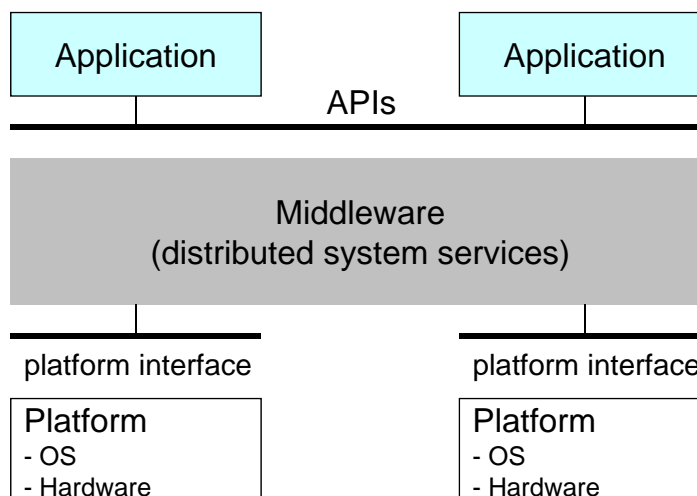 Application
Application
APIs
Middleware
(distributed system services)
platform interface
platform interface
Platform
- OS
- Hardware
Platform
- OS
- Hardware